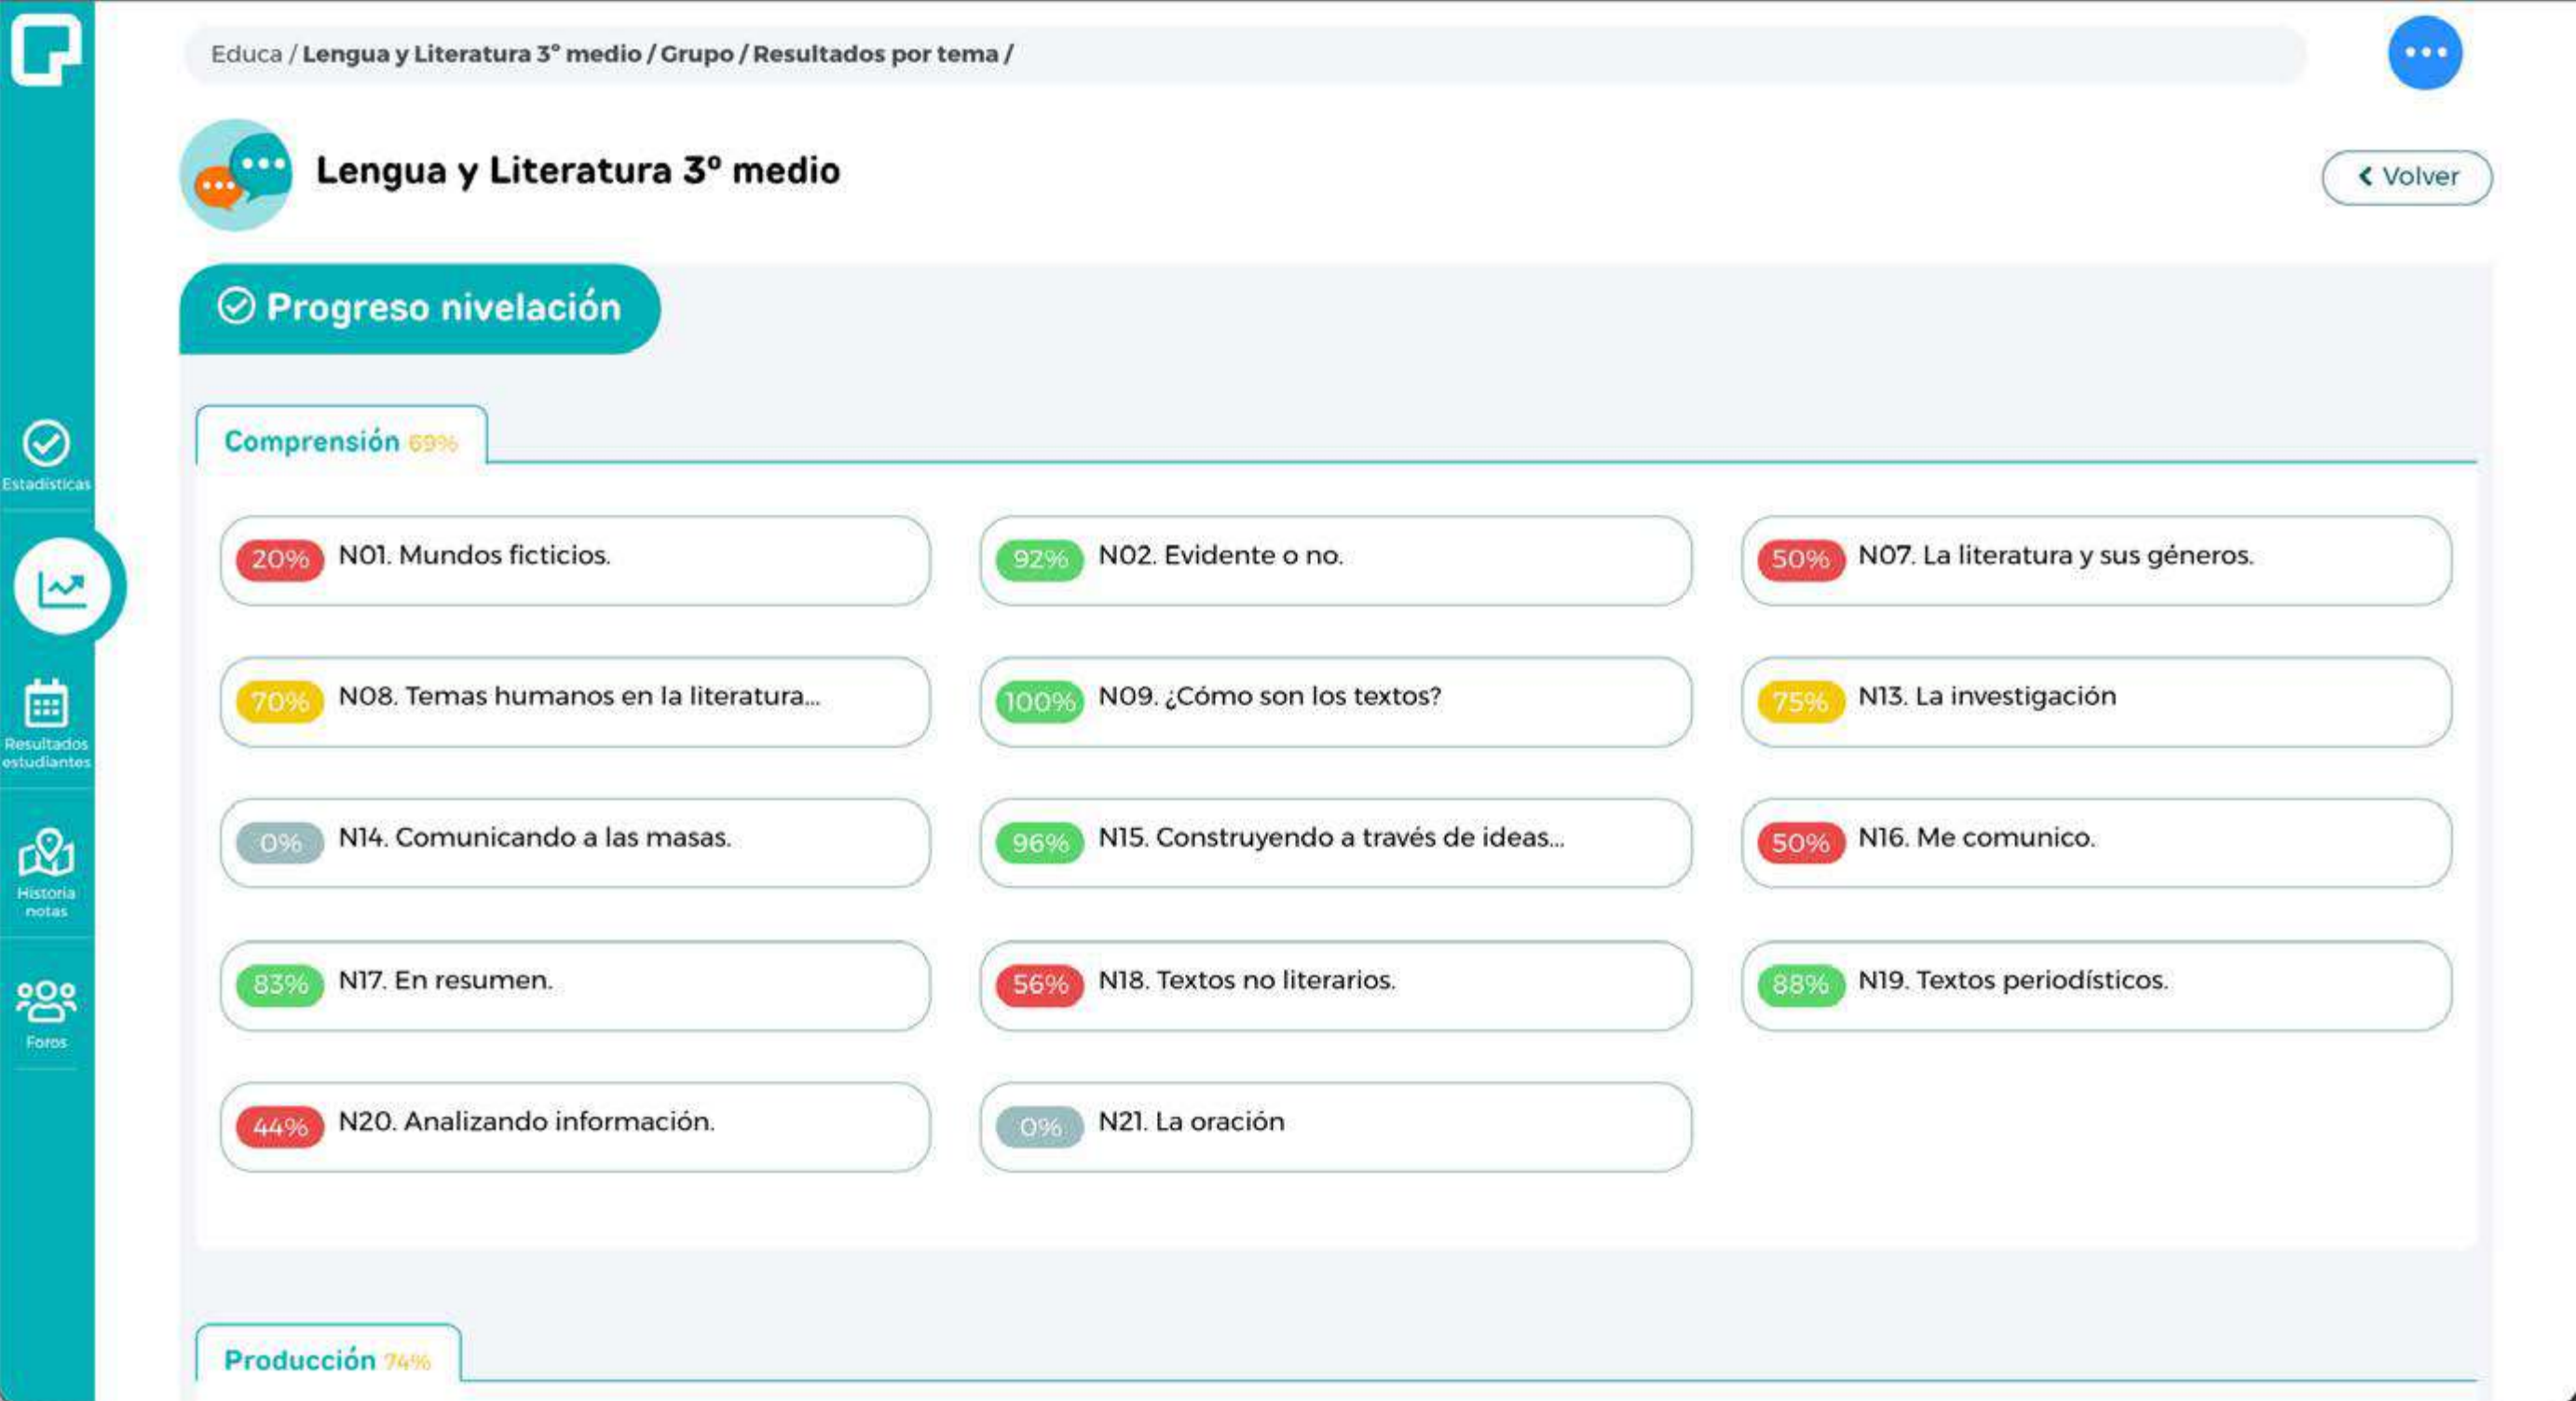 Educa / Lengua y Literatura 3º medio / Grupo / Resultados por tema /
Lengua y Literatura 3º medio
Volver
Progreso nivelación
Estadísticas
Resultados
estudiantes
Historia
notas
Foros
Comprensión 69%
20% N01. Mundos ficticios.
92% N02. Evidente o no.
50% N07. La literatura y sus géneros.
70% N08. Temas humanos en la literatura...
100% N09. ¿Cómo son los textos?
75% N13. La investigación
0% N14. Comunicando a las masas.
96% N15. Construyendo a través de ideas...
50% N16. Me comunico.
83% N17. En resumen.
56% N18. Textos no literarios.
88% N19. Textos periodísticos.
44% N20. Analizando información.
0% N21. La oración
Producción 74%